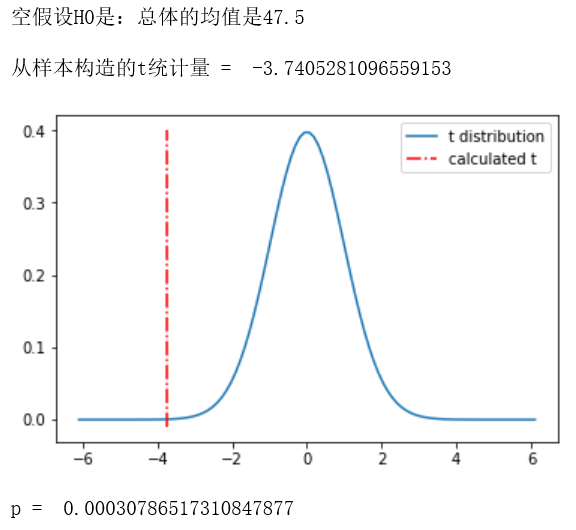 空假设H0是：总体的均值是47.5
从样本构造的t统计量 =  -3.7405281096559153
t distribution
calculated t
0.4
0.3
0.2
0.1
0.0
−6 −4 −2 0 2 4 6
p =  0.00030786517310847877